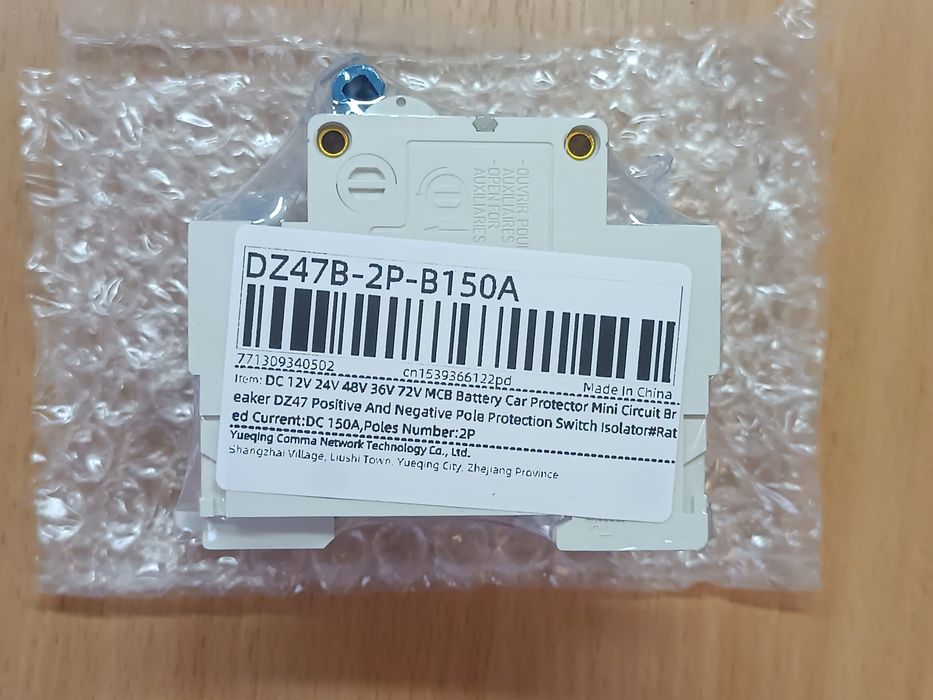 -OUVRIR POUR
AUXILIAIRES
-OPEN FOR
AUXILIARIES
DZ47B-2P-B150A
771309340502
cn1539366122pd
Made In China
Item: DC 12V 24V 48V 36V 72V MCB Battery Car Protector Mini Circuit Br
eaker DZ47 Positive And Negative Pole Protection Switch Isolator#Rat
ed Current:DC 150A,Poles Number:2P
Yueqing Comma Network Technology Co., Ltd.
Shangzhai Village, Liushi Town, Yueqing City, Zhejiang Province